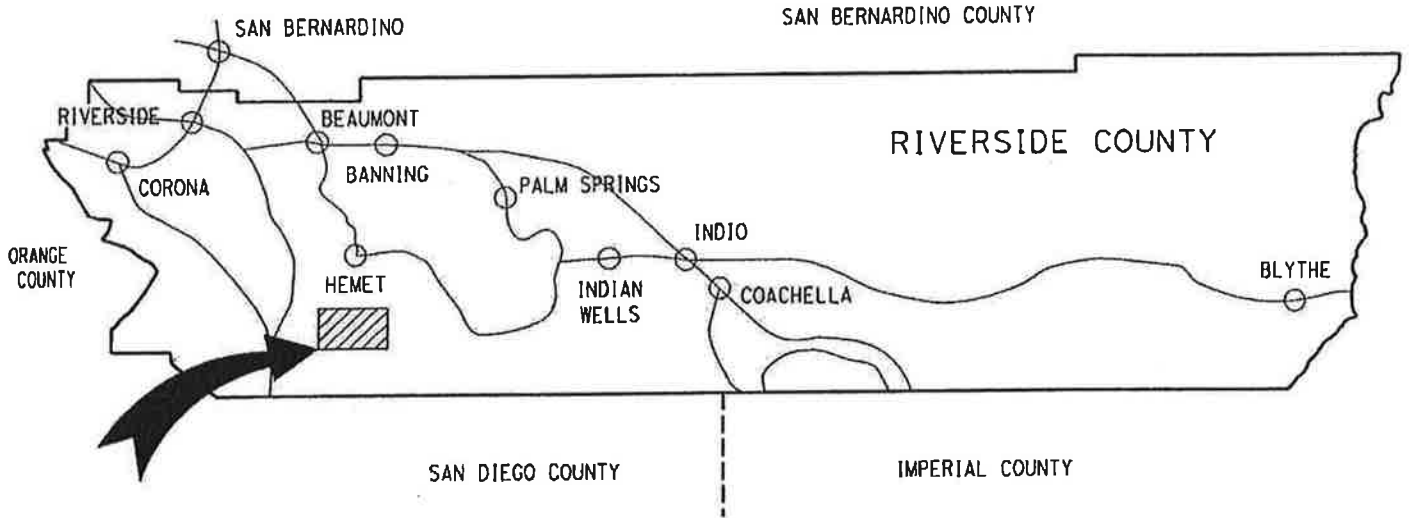 SAN BERNARDINO COUNTY
SAN BERNARDINO
RIVERSIDE
BEAUMONT
RIVERSIDE COUNTY
BANNING
CORONA
PALM SPRINGS
ORANGE
COUNTY
INDIO
HEMET
INDIAN
WELLS
COACHELLA
BLYTHE
SAN DIEGO COUNTY
IMPERIAL COUNTY